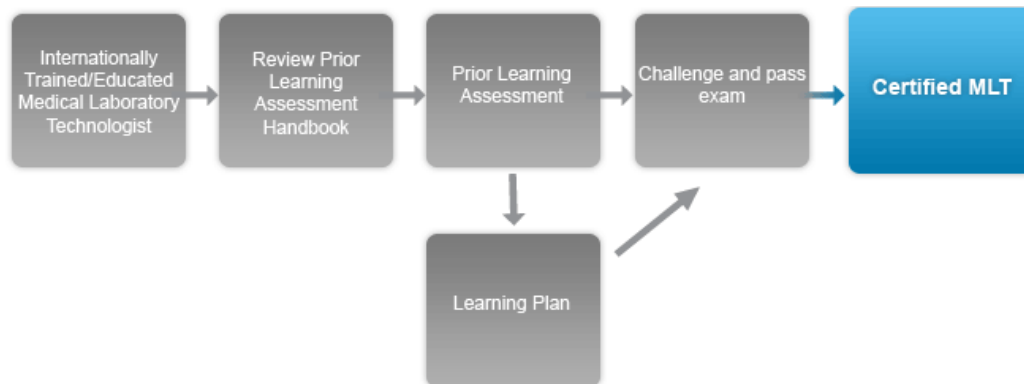 Internationally
Trained/Educated
Medical Laboratory
Technologist
Review Prior
Learning
Assessment
Handbook
Prior Learning
Assessment
Challenge and pass
exam
Certified MLT
Learning Plan